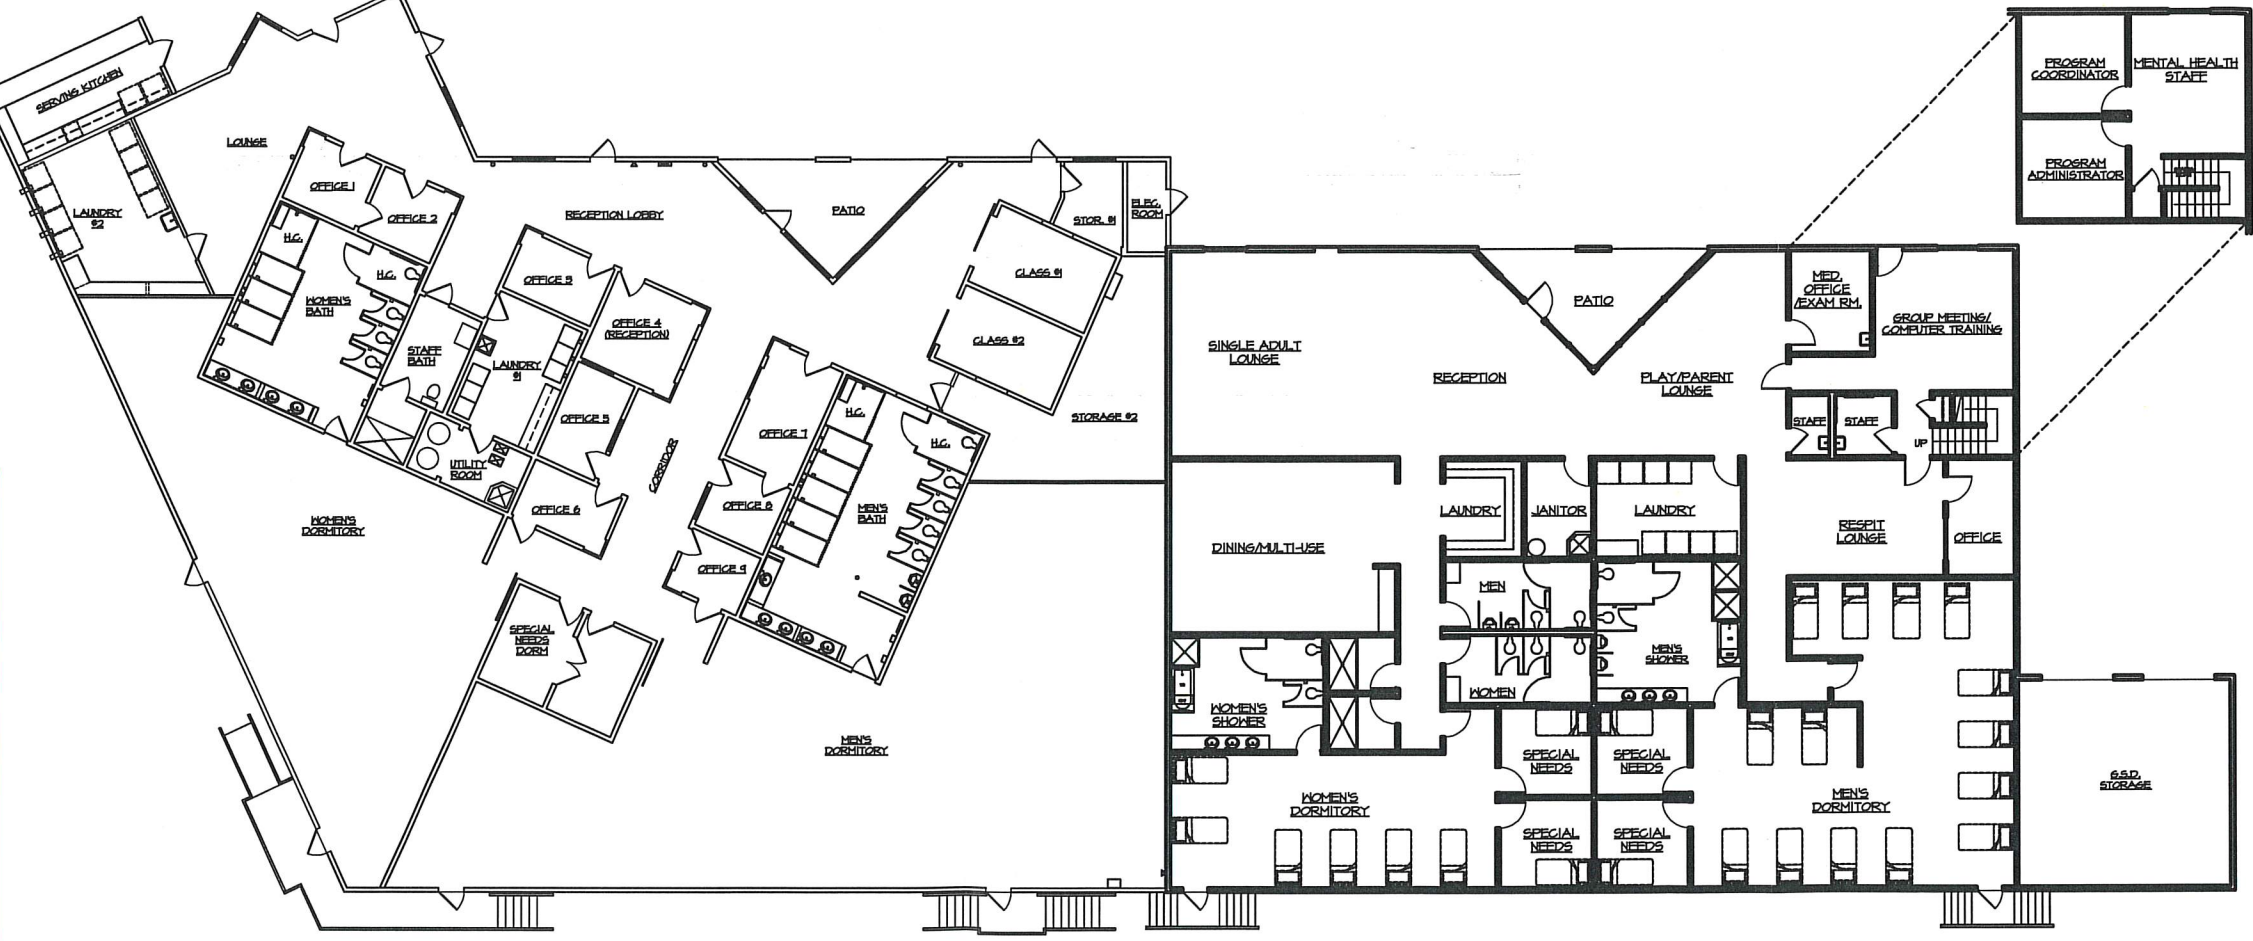 SERVING KITCHEN
LOUNGE
LAUNDRY
#2
OFFICE 1
OFFICE 2
H.C.
H.C.
WOMEN'S
BATH
STAFF
BATH
RECEPTION LOBBY
OFFICE 3
OFFICE 4
(RECEPTION)
LAUNDRY
#1
OFFICE 5
UTILITY
ROOM
OFFICE 6
CORRIDOR
WOMEN'S
DORMITORY
SPECIAL
NEEDS
DORM
PATIO
STOR. #1
ELEC.
ROOM
CLASS #1
CLASS #2
STORAGE #2
OFFICE 7
OFFICE 8
OFFICE 9
H.C.
H.C.
MEN'S
BATH
MEN'S
DORMITORY
SINGLE ADULT
LOUNGE
RECEPTION
PATIO
PLAY/PARENT
LOUNGE
MED.
OFFICE
/EXAM RM.
GROUP MEETING/
COMPUTER TRAINING
STAFF
STAFF
UP
DINING/MULTI-USE
LAUNDRY
JANITOR
LAUNDRY
RESPIT
LOUNGE
OFFICE
MEN
WOMEN
MEN'S
SHOWER
WOMEN'S
SHOWER
SPECIAL
NEEDS
SPECIAL
NEEDS
SPECIAL
NEEDS
SPECIAL
NEEDS
WOMEN'S
DORMITORY
MEN'S
DORMITORY
STORAGE
PROGRAM
COORDINATOR
MENTAL HEALTH
STAFF
PROGRAM
ADMINISTRATOR